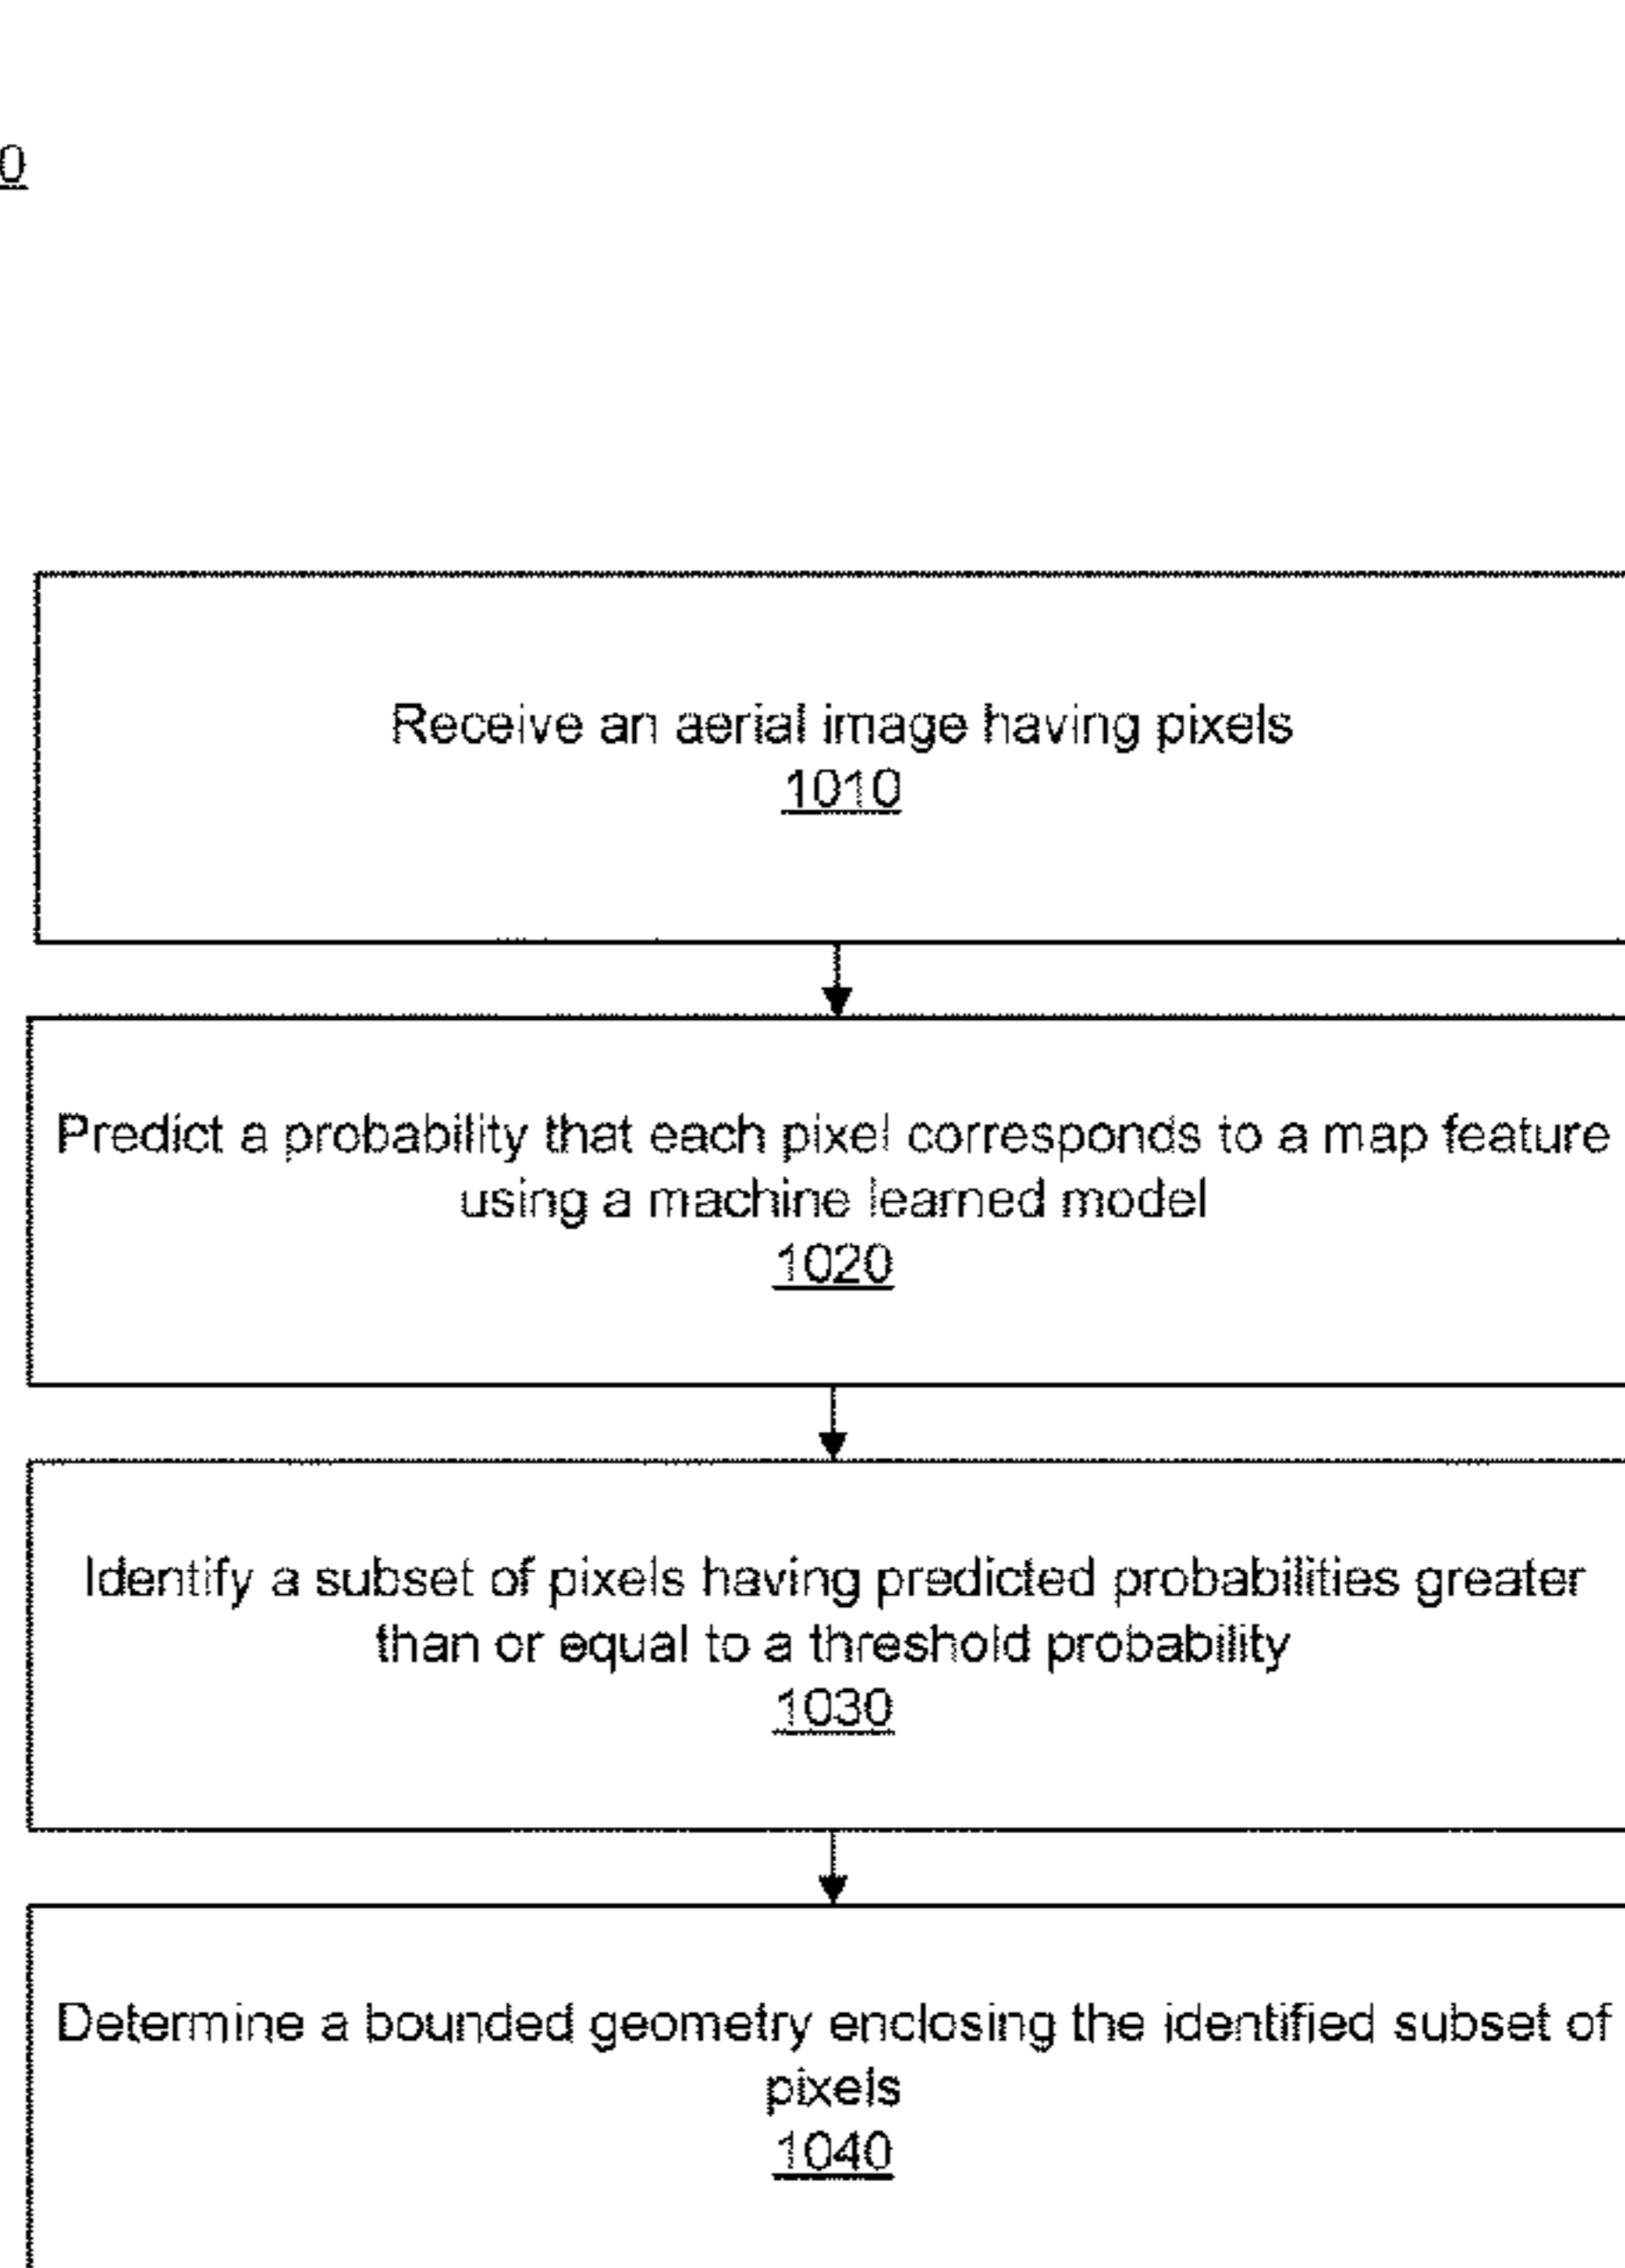 0
Receive an aerial image having pixels
1010
Predict a probability that each pixel corresponds to a map feature
using a machine learned model
1020
Identify a subset of pixels having predicted probabilities greater
than or equal to a threshold probability
1030
Determine a bounded geometry enclosing the identified subset of
pixels
1040